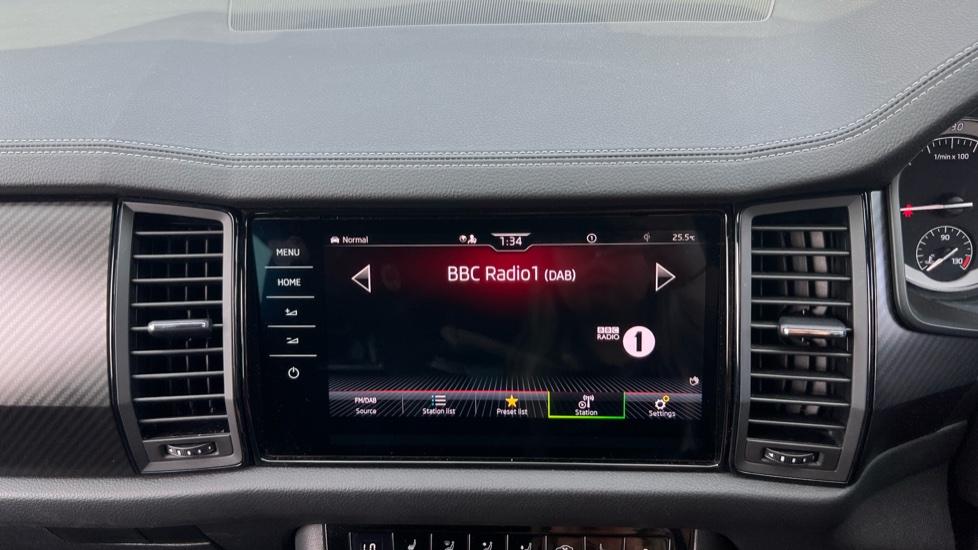 30
1/min x 100
MENU
Normal
1:34
25.5°C
90
130
HOME
BBC Radio1 (DAB)
BBC
RADIO
1
FM/DAB
Source
Station list
Preset list
Station
Settings